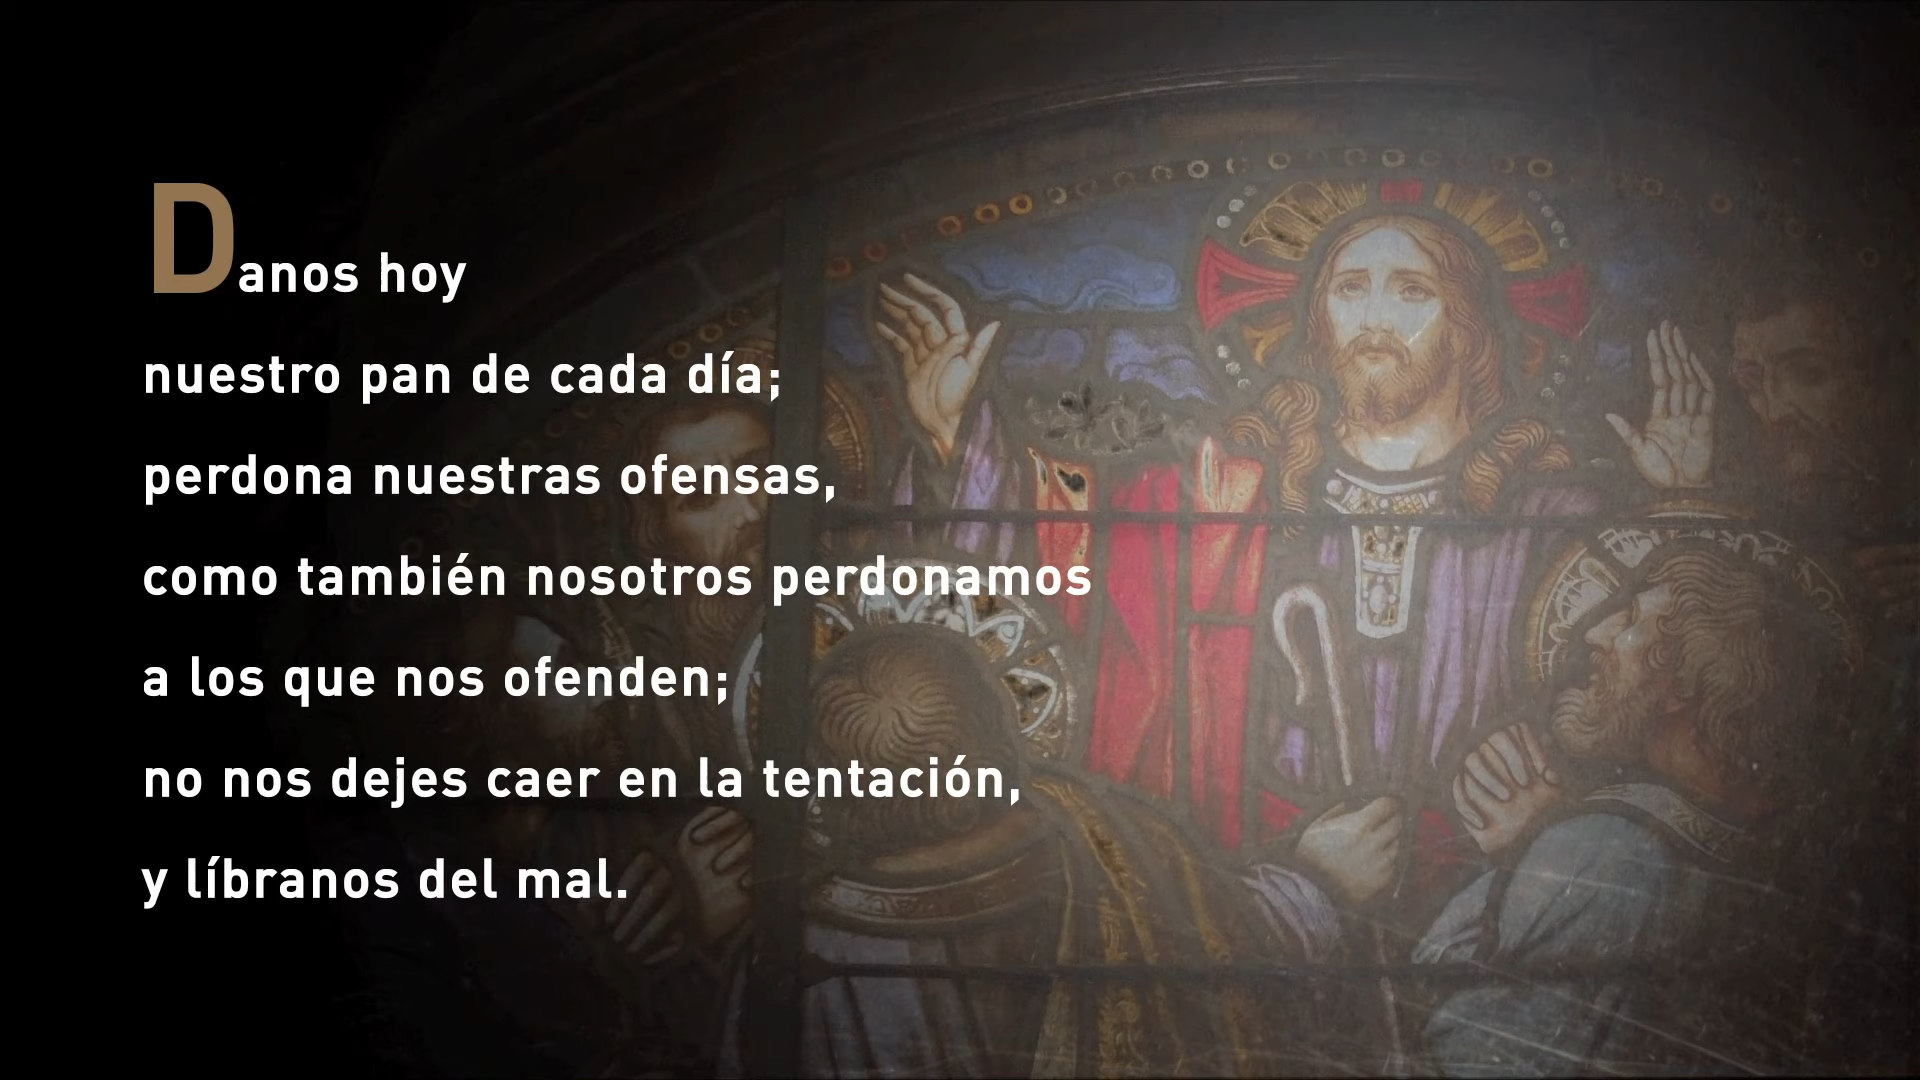 Danos hoy
nuestro pan de cada día;
perdona nuestras ofensas,
como también nosotros perdonamos
a los que nos ofenden;
no nos dejes caer en la tentación,
y líbranos del mal.